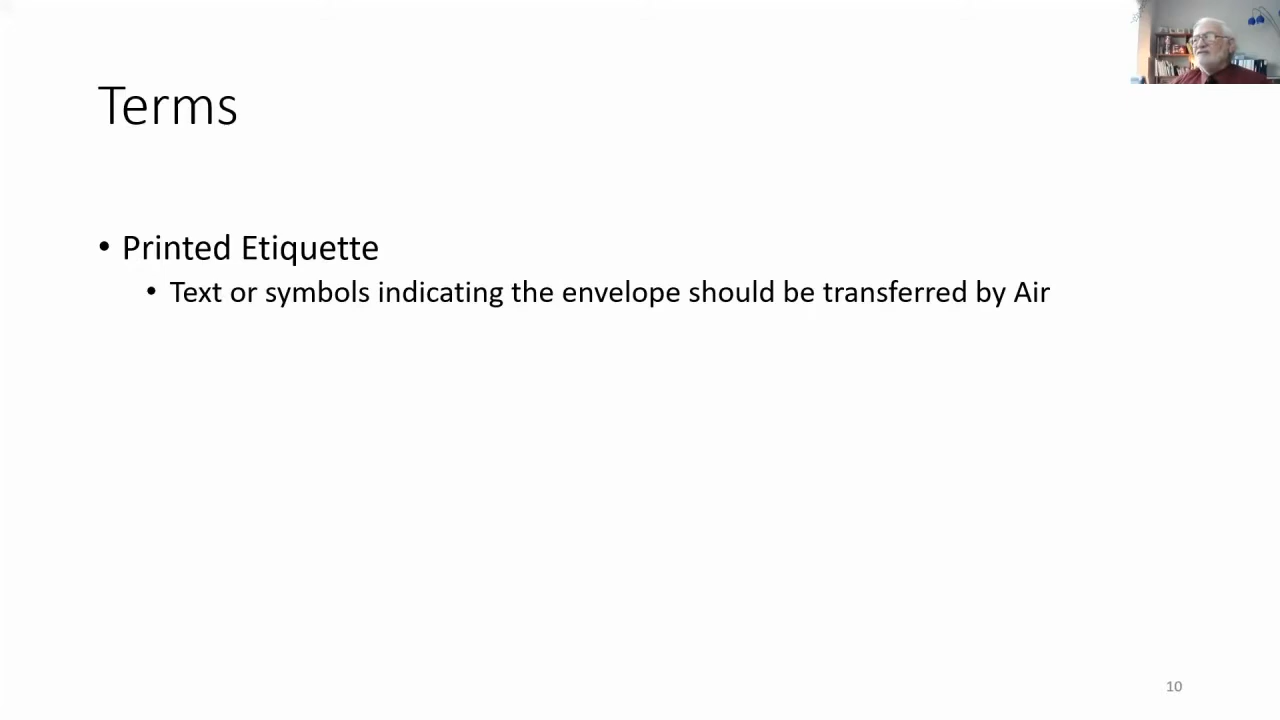 Terms
• Printed Etiquette
• Text or symbols indicating the envelope should be transferred by Air
10